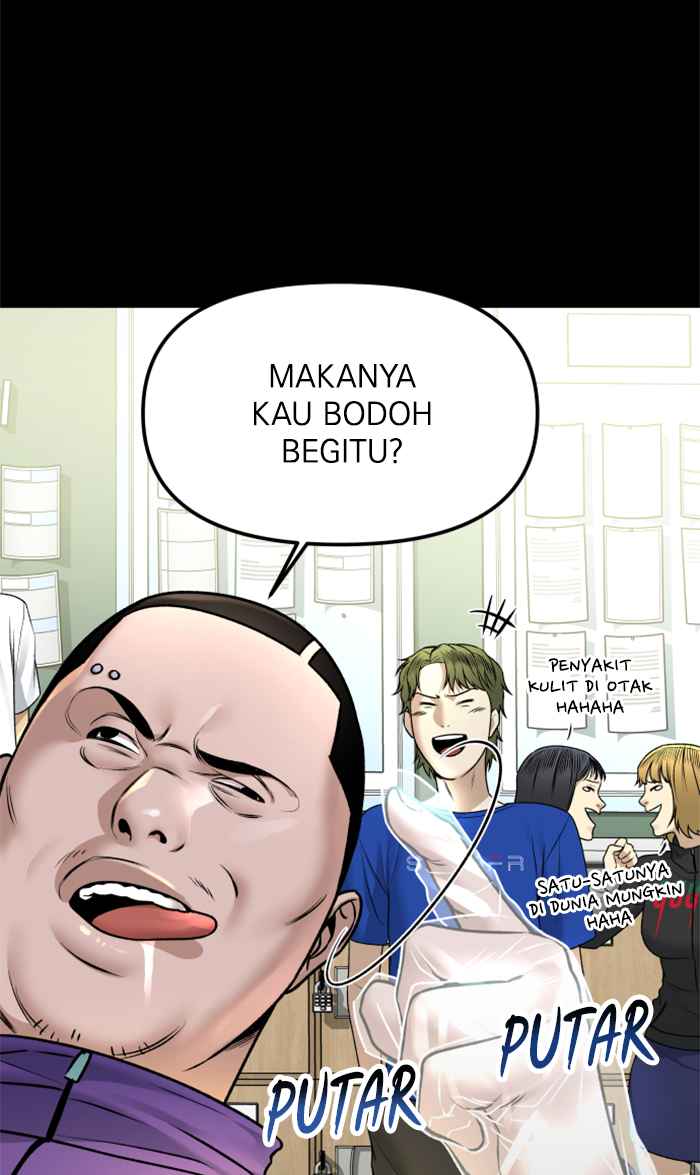 MAKANYA
KAU BODOH
BEGITU?
PENYAKIT
KULIT DI OTAK
HAHAHA
SATU-SATUNYA
DI DUNIA MUNGKIN
HAHA
PUTAR
PUTAR